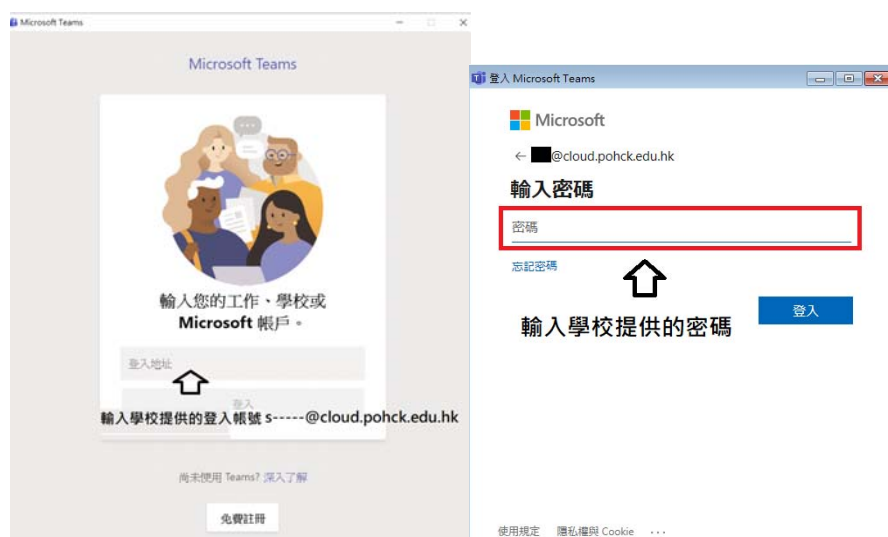 Microsoft Teams
Microsoft Teams
輸入您的工作、學校或
Microsoft 帳戶。
登入地址
登入
輸入學校提供的登入帳號 s-----@cloud.pohck.edu.hk
尚未使用 Teams? 深入了解
免費註冊
登入 Microsoft Teams
Microsoft
@cloud.pohck.edu.hk
輸入密碼
密碼
忘記密碼
登入
輸入學校提供的密碼
使用規定 隱私權與 Cookie ...